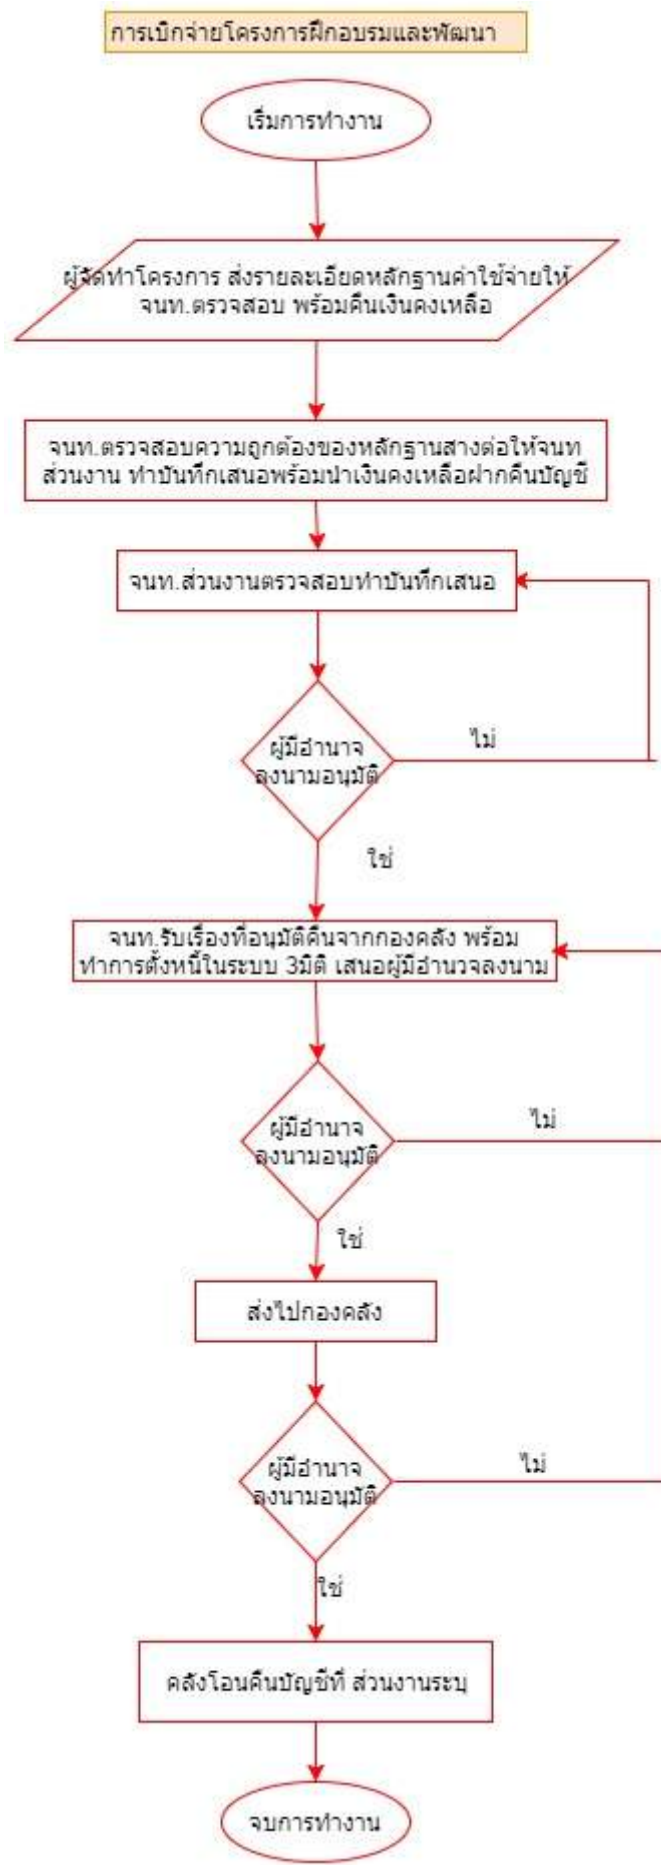 การเบิกจ่ายโครงการฝึกอบรมและพัฒนา
เริ่มการทำงาน
ผู้จัดทำโครงการ ส่งรายละเอียดหลักฐานค่าใช้จ่ายให้
จนท.ตรวจสอบ พร้อมคืนเงินคงเหลือ
จนท.ตรวจสอบความถูกต้องของหลักฐานสางต่อให้จนท
ส่วนงาน ทำบันทึกเสนอพร้อมนำเงินคงเหลือฝากคืนบัญชี
จนท.ส่วนงานตรวจสอบทำบันทึกเสนอ
ผู้มีอำนาจ
ลงนามอนุมัติ
ไม่
ใช่
จนท.รับเรื่องที่อนุมัติคืนจากกองคลัง พร้อม
ทำการตั้งหนี้ในระบบ 3มิติ เสนอผู้มีอำนวจลงนาม
ผู้มีอำนาจ
ลงนามอนุมัติ
ไม่
ใช่
ส่งไปกองคลัง
ผู้มีอำนาจ
ลงนามอนุมัติ
ไม่
ใช่
คลังโอนคืนบัญชีที่ ส่วนงานระบุ
จบการทำงาน